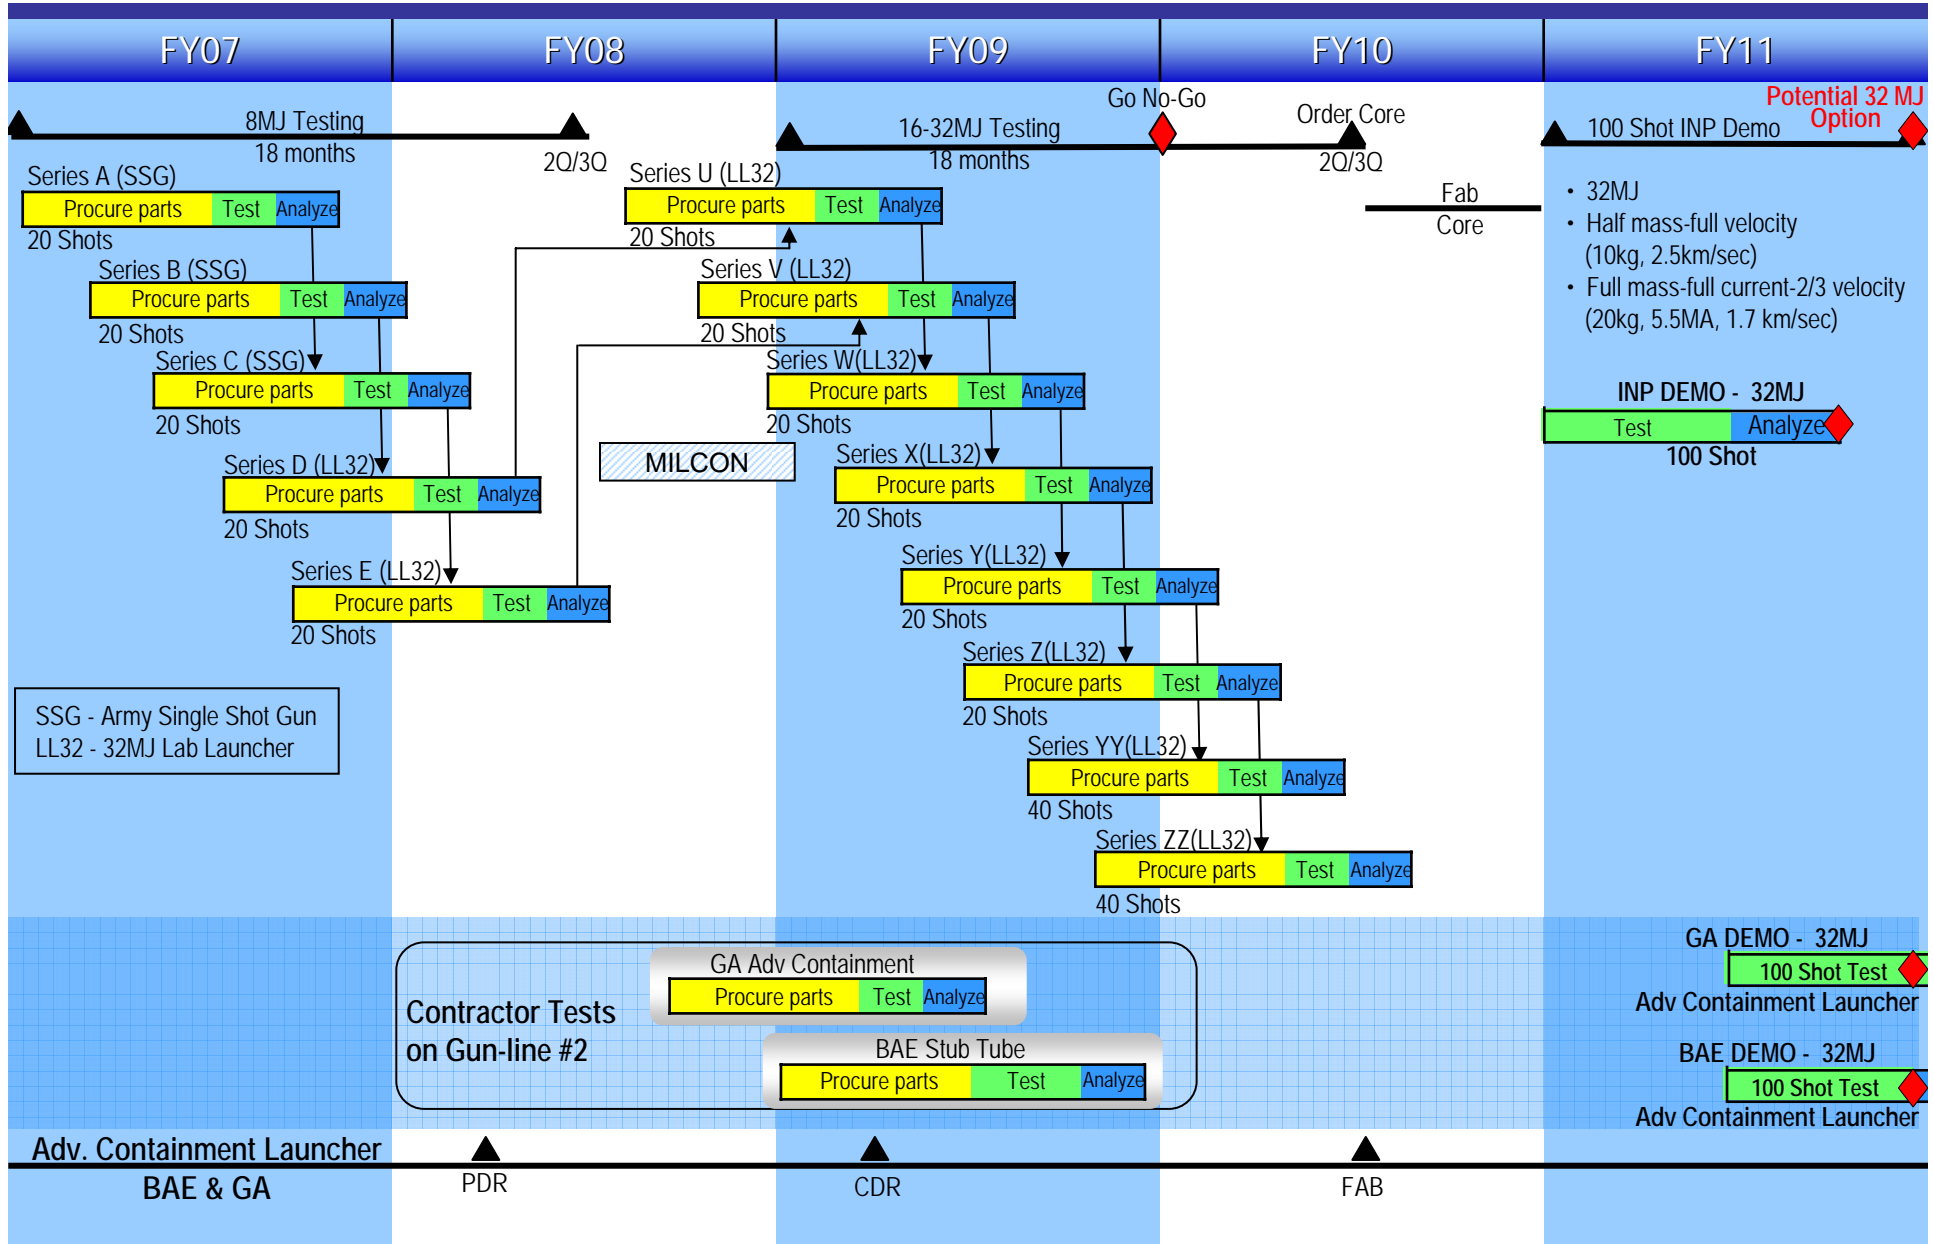 FY07 FY08 FY09 FY10 FY11
8MJ Testing
18 months
2Q/3Q
16-32MJ Testing
18 months
Go No-Go
Order Core
2Q/3Q
Fab
Core
100 Shot INP Demo
Potential 32 MJ
Option
Series A (SSG)
Procure parts Test Analyze
20 Shots
Series B (SSG)
Procure parts Test Analyze
20 Shots
Series C (SSG)
Procure parts Test Analyze
20 Shots
Series D (LL32)
Procure parts Test Analyze
20 Shots
Series E (LL32)
Procure parts Test Analyze
20 Shots
Series U (LL32)
Procure parts Test Analyze
20 Shots
Series V (LL32)
Procure parts Test Analyze
20 Shots
Series W(LL32)
Procure parts Test Analyze
20 Shots
MILCON
Series X(LL32)
Procure parts Test Analyze
20 Shots
Series Y(LL32)
Procure parts Test Analyze
20 Shots
Series Z(LL32)
Procure parts Test Analyze
20 Shots
Series YY(LL32)
Procure parts Test Analyze
40 Shots
Series ZZ(LL32)
Procure parts Test Analyze
40 Shots
• 32MJ
• Half mass-full velocity
(10kg, 2.5km/sec)
• Full mass-full current-2/3 velocity
(20kg, 5.5MA, 1.7 km/sec)
INP DEMO - 32MJ
Test Analyze
100 Shot
SSG - Army Single Shot Gun
LL32 - 32MJ Lab Launcher
Contractor Tests
on Gun-line #2
GA Adv Containment
Procure parts Test Analyze
BAE Stub Tube
Procure parts Test Analyze
GA DEMO - 32MJ
100 Shot Test
Adv Containment Launcher
BAE DEMO - 32MJ
100 Shot Test
Adv Containment Launcher
Adv. Containment Launcher
BAE & GA
PDR
CDR
FAB